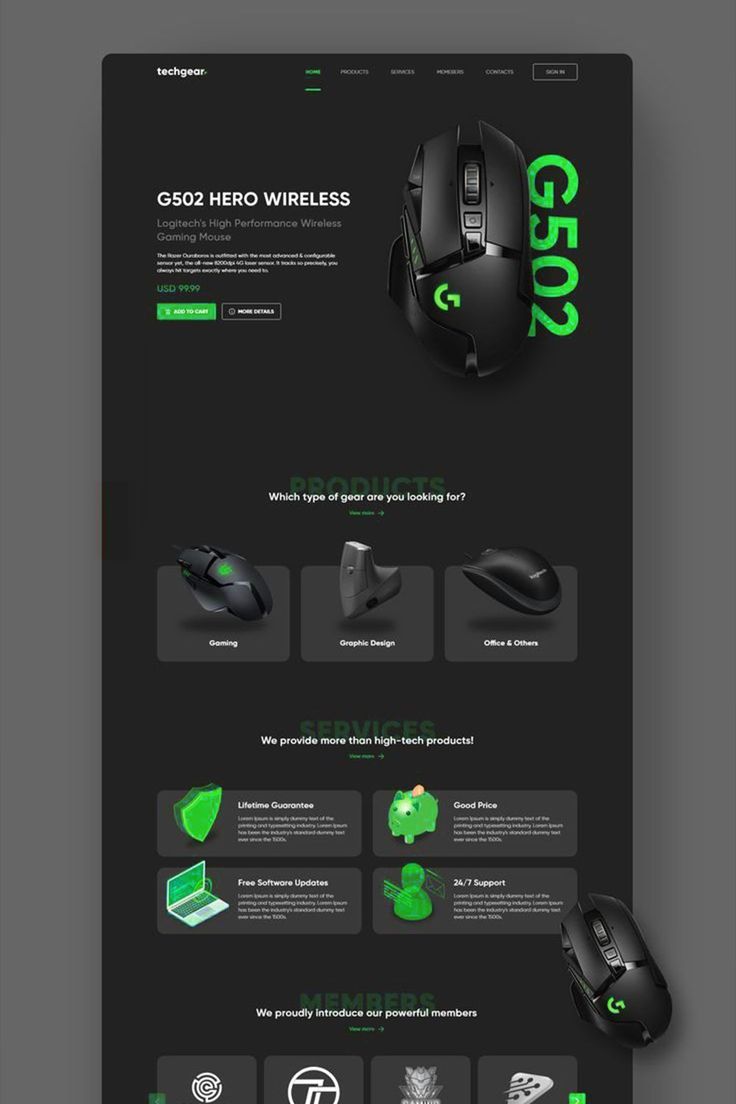 techgear
HOME PRODUCTS SERVICES MEMEBERS CONTACTS SIGN IN
G502 HERO WIRELESS
Logitech's High Performance Wireless
Gaming Mouse
The Razer Ouroboros is outfitted with the most advanced & configurable
sensor yet, the all-new 8200dpi 4G laser sensor. It tracks so precisely, you
always hit targets exactly where you need to.
USD 99.99
ADD TO CART MORE DETAILS
G502
PRODUCTS
Which type of gear are you looking for?
View more
logitech
Gaming Graphic Design Office & Others
SERVICES
We provide more than high-tech products!
View more
Lifetime Guarantee
Lorem Ipsum is simply dummy text of the
printing and typesetting industry. Lorem Ipsum
has been the industry's standard dummy text
ever since the 1500s.
Good Price
Lorem Ipsum is simply dummy text of the
printing and typesetting industry. Lorem Ipsum
has been the industry's standard dummy text
ever since the 1500s.
Free Software Updates
Lorem Ipsum is simply dummy text of the
printing and typesetting industry. Lorem Ipsum
has been the industry's standard dummy text
ever since the 1500s.
24/7 Support
Lorem Ipsum is simply dummy text of the
printing and typesetting industry. Lorem Ipsum
has been the industry's standard dummy text
ever since the 1500s.
MEMBERS
We proudly introduce our powerful members
View more